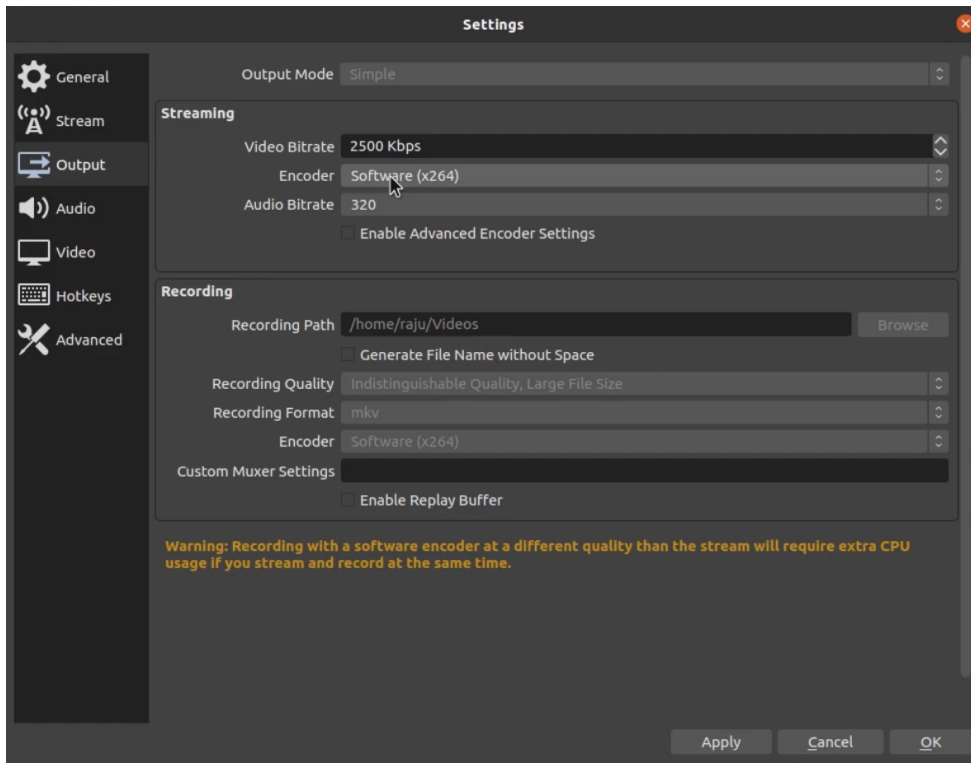 Settings
General
Stream
Output
Audio
Video
Hotkeys
Advanced
Output Mode Simple
Streaming
Video Bitrate 2500 Kbps
Encoder Software (x264)
Audio Bitrate 320
Enable Advanced Encoder Settings
Recording
Recording Path /home/raju/Videos Browse
Generate File Name without Space
Recording Quality Indistinguishable Quality, Large File Size
Recording Format mkv
Encoder Software (x264)
Custom Muxer Settings
Enable Replay Buffer
Warning: Recording with a software encoder at a different quality than the stream will require extra CPU
usage if you stream and record at the same time.
Apply Cancel OK